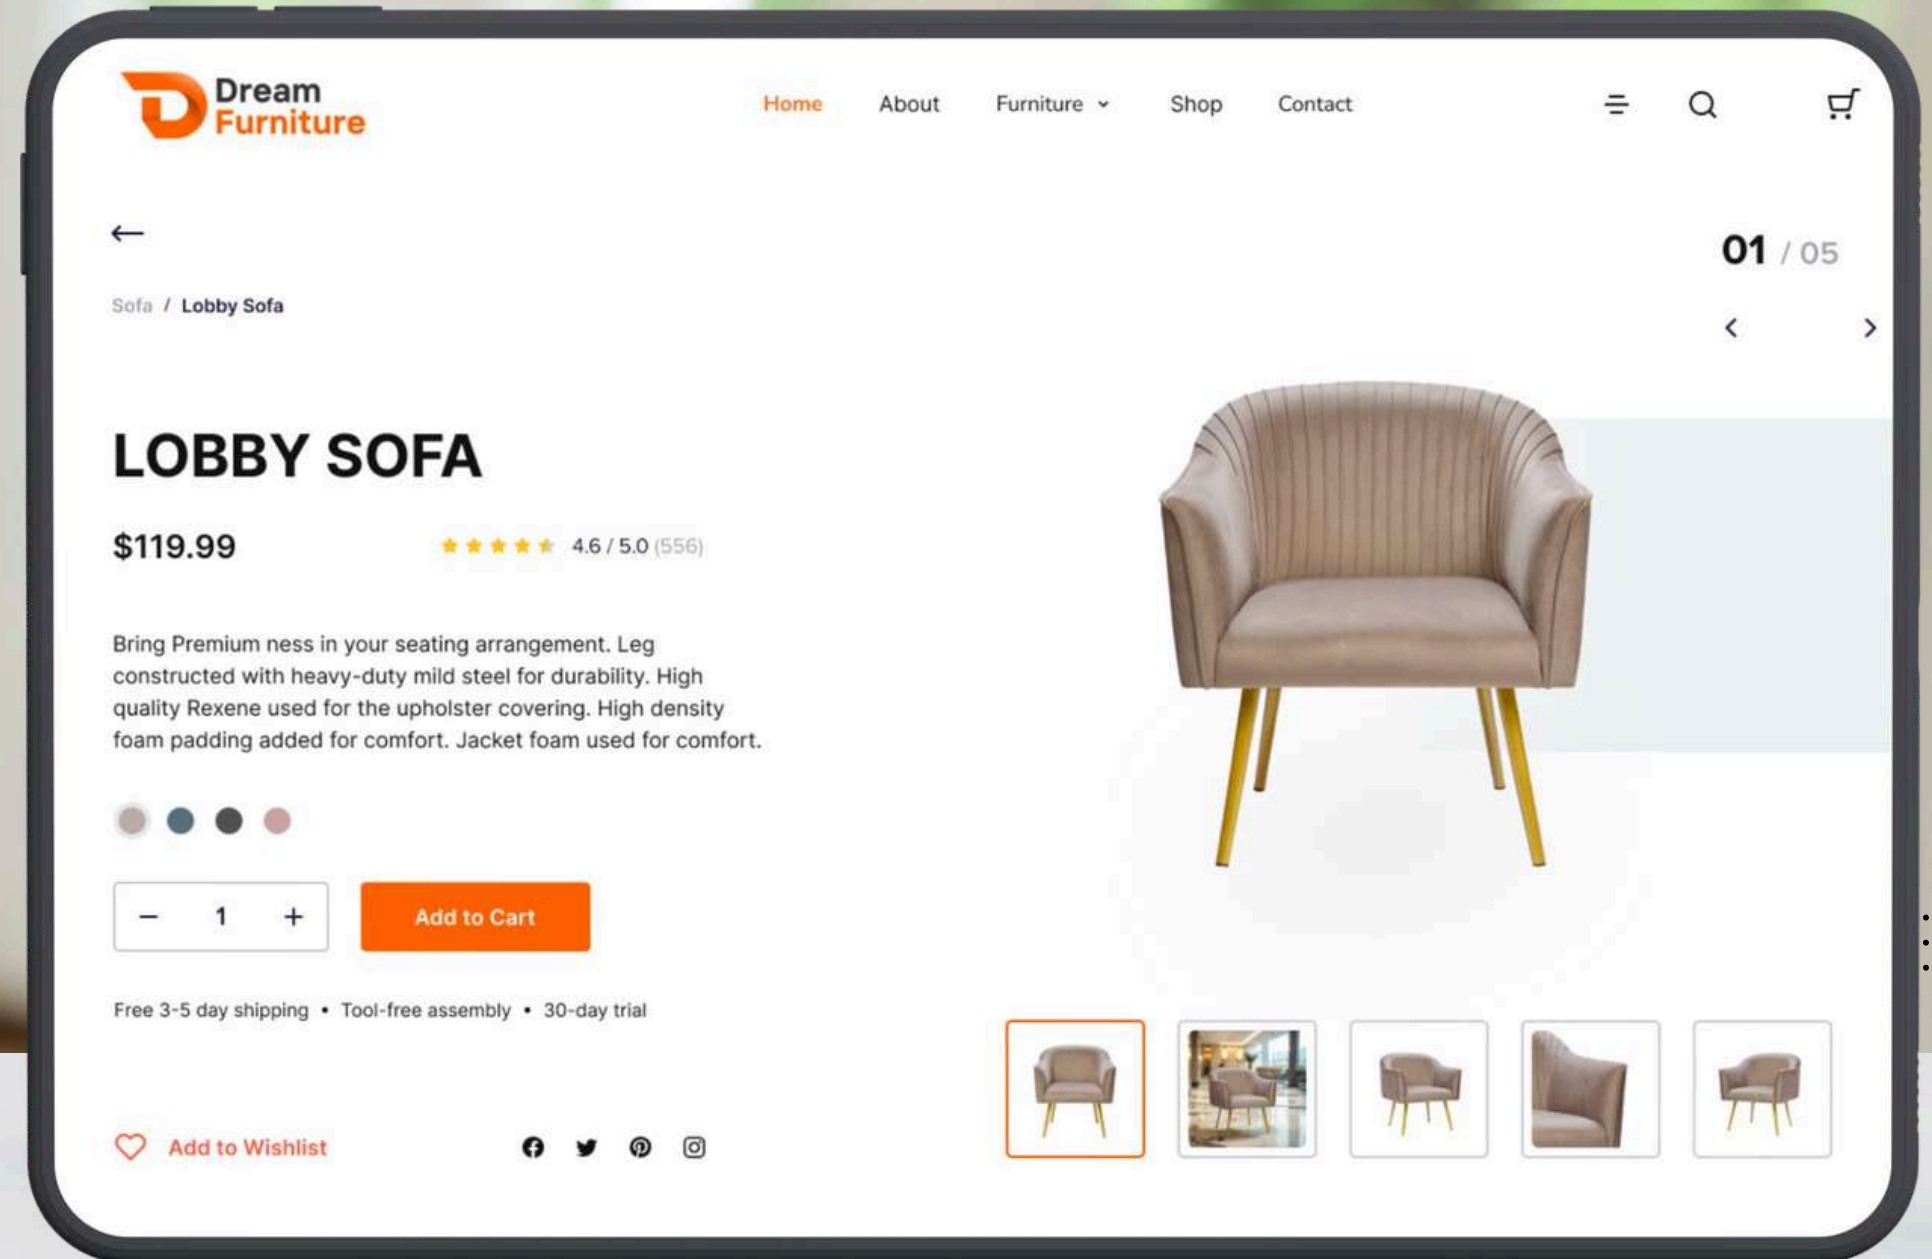 Dream
Furniture
Home About Furniture Shop Contact
01 / 05
Sofa / Lobby Sofa
LOBBY SOFA
$119.99 4.6 / 5.0 (556)
Bring Premium ness in your seating arrangement. Leg
constructed with heavy-duty mild steel for durability. High
quality Rexene used for the upholster covering. High density
foam padding added for comfort. Jacket foam used for comfort.
− 1 + Add to Cart
Free 3-5 day shipping • Tool-free assembly • 30-day trial
Add to Wishlist